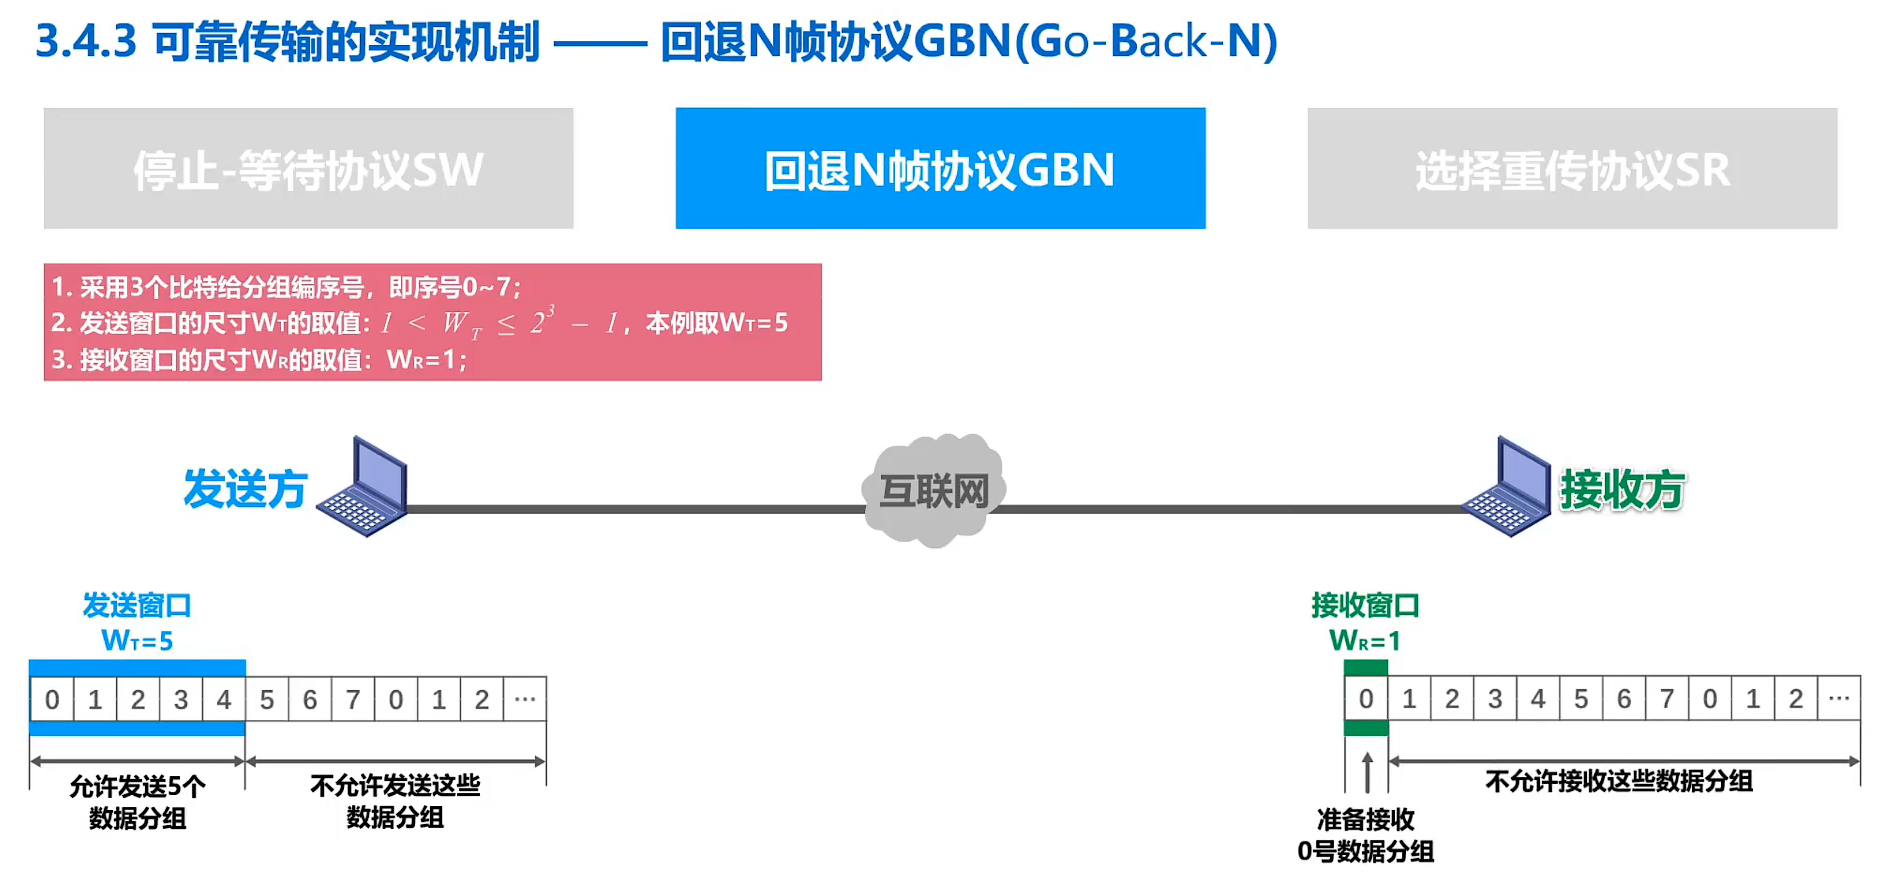 3.4.3 可靠传输的实现机制 —— 回退N帧协议GBN(Go-Back-N)
停止-等待协议SW
回退N帧协议GBN
选择重传协议SR
1. 采用3个比特给分组编序号，即序号0~7；
2. 发送窗口的尺寸WT的取值：1 < W_T ≤ 2^3 − 1，本例取WT=5
3. 接收窗口的尺寸WR的取值：WR=1；
发送方
互联网
接收方
发送窗口
WT=5
0 1 2 3 4 5 6 7 0 1 2 …
允许发送5个
数据分组
不允许发送这些
数据分组
接收窗口
WR=1
0 1 2 3 4 5 6 7 0 1 2 …
不允许接收这些数据分组
准备接收
0号数据分组